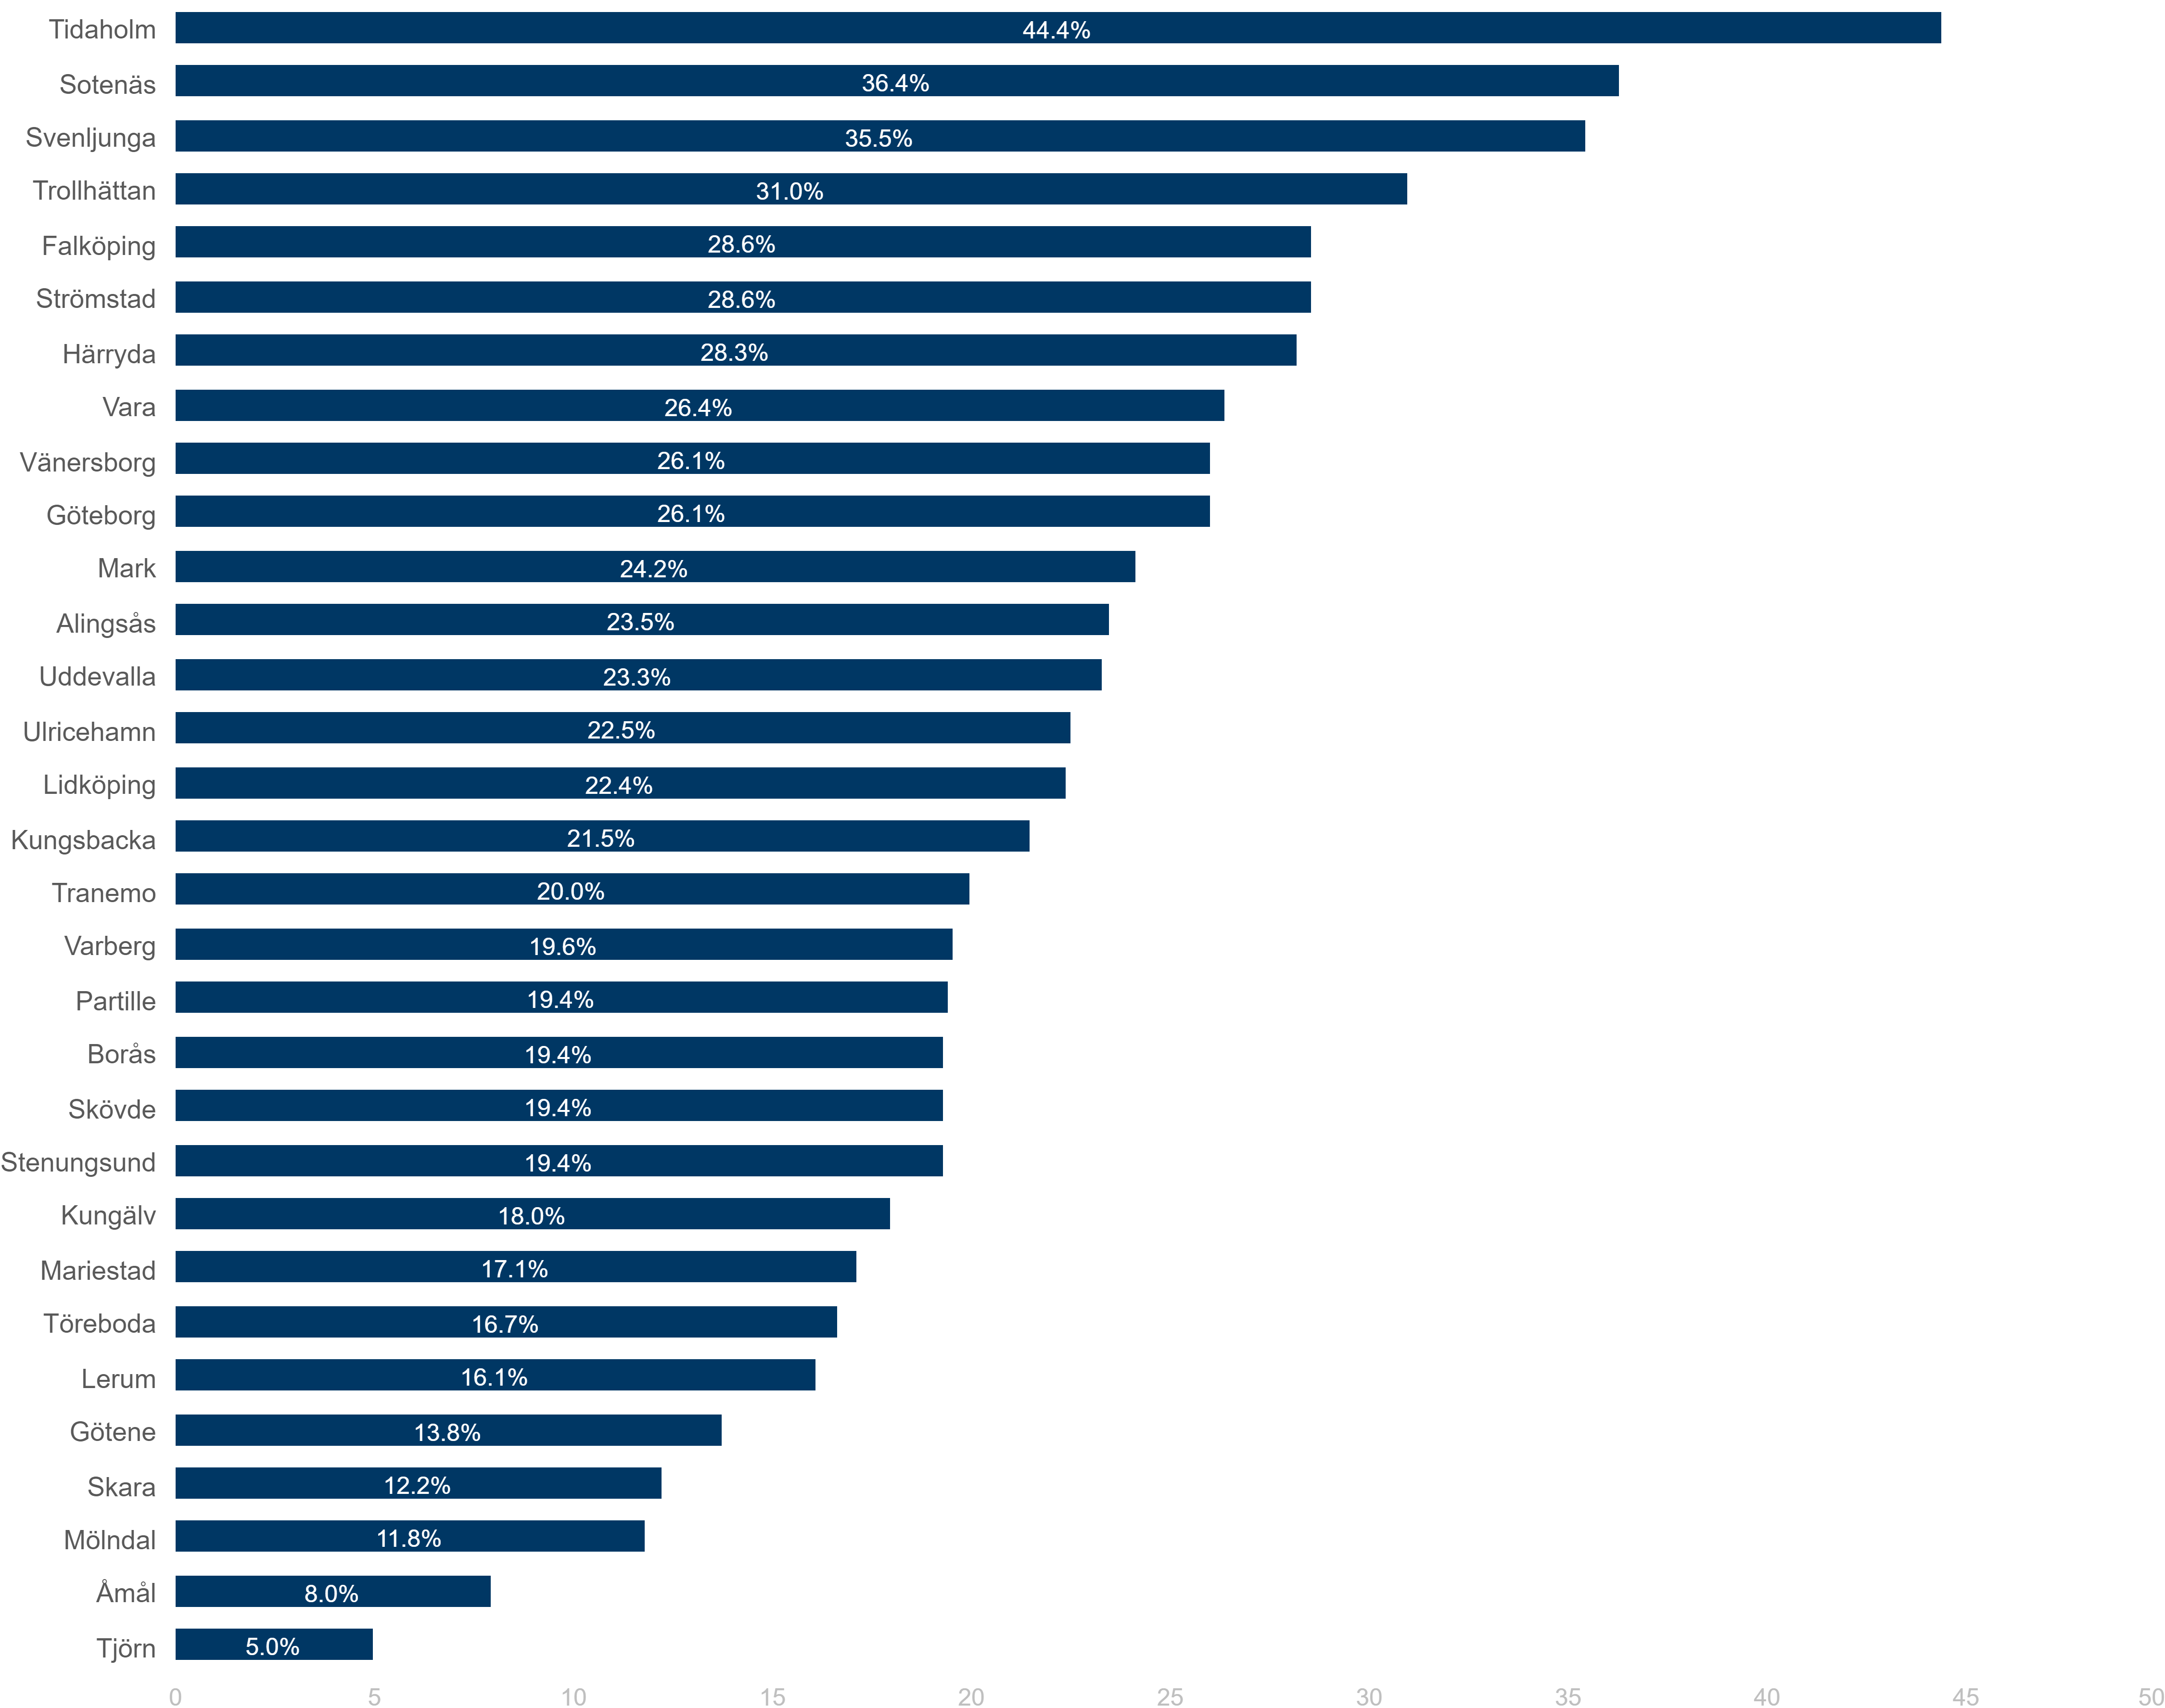 Tidaholm 44.4%
Sotenäs 36.4%
Svenljunga 35.5%
Trollhättan 31.0%
Falköping 28.6%
Strömstad 28.6%
Härryda 28.3%
Vara 26.4%
Vänersborg 26.1%
Göteborg 26.1%
Mark 24.2%
Alingsås 23.5%
Uddevalla 23.3%
Ulricehamn 22.5%
Lidköping 22.4%
Kungsbacka 21.5%
Tranemo 20.0%
Varberg 19.6%
Partille 19.4%
Borås 19.4%
Skövde 19.4%
Stenungsund 19.4%
Kungälv 18.0%
Mariestad 17.1%
Töreboda 16.7%
Lerum 16.1%
Götene 13.8%
Skara 12.2%
Mölndal 11.8%
Åmål 8.0%
Tjörn 5.0%
0 5 10 15 20 25 30 35 40 45 50